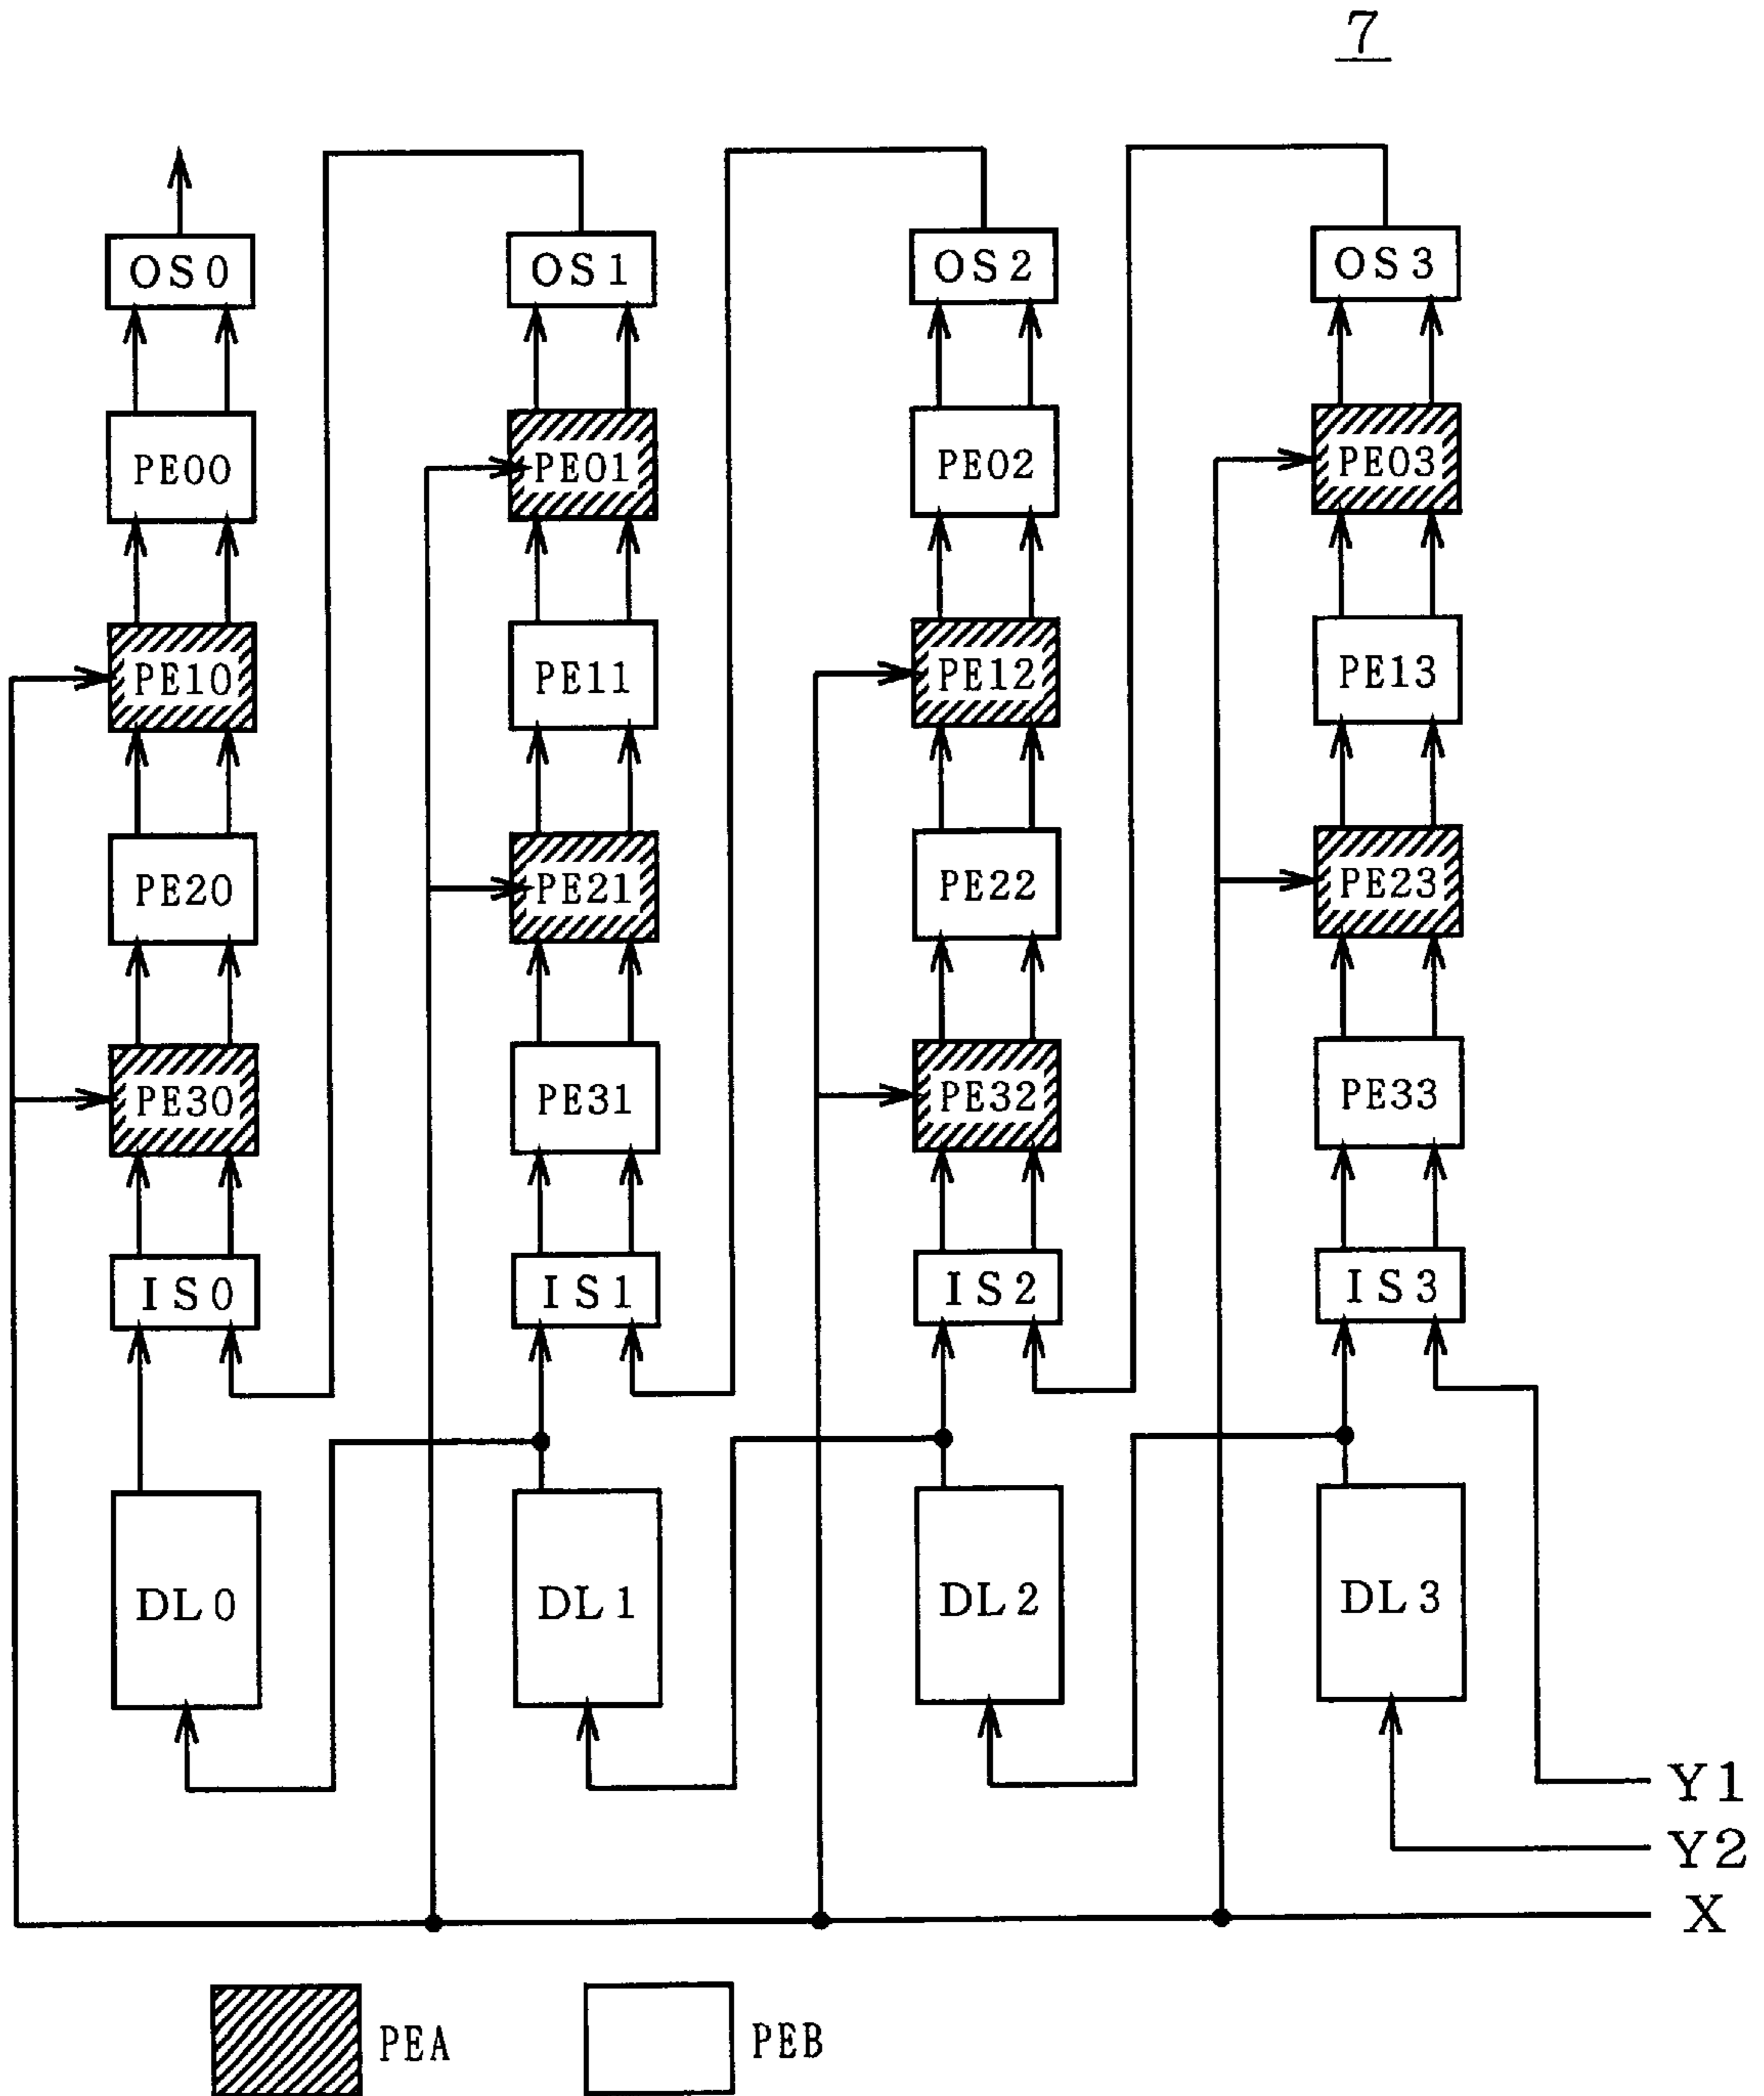 7
OS0 OS1 OS2 OS3
PE00 PE01 PE02 PE03
PE10 PE11 PE12 PE13
PE20 PE21 PE22 PE23
PE30 PE31 PE32 PE33
IS0 IS1 IS2 IS3
DL0 DL1 DL2 DL3
Y1
Y2
X
PEA PEB